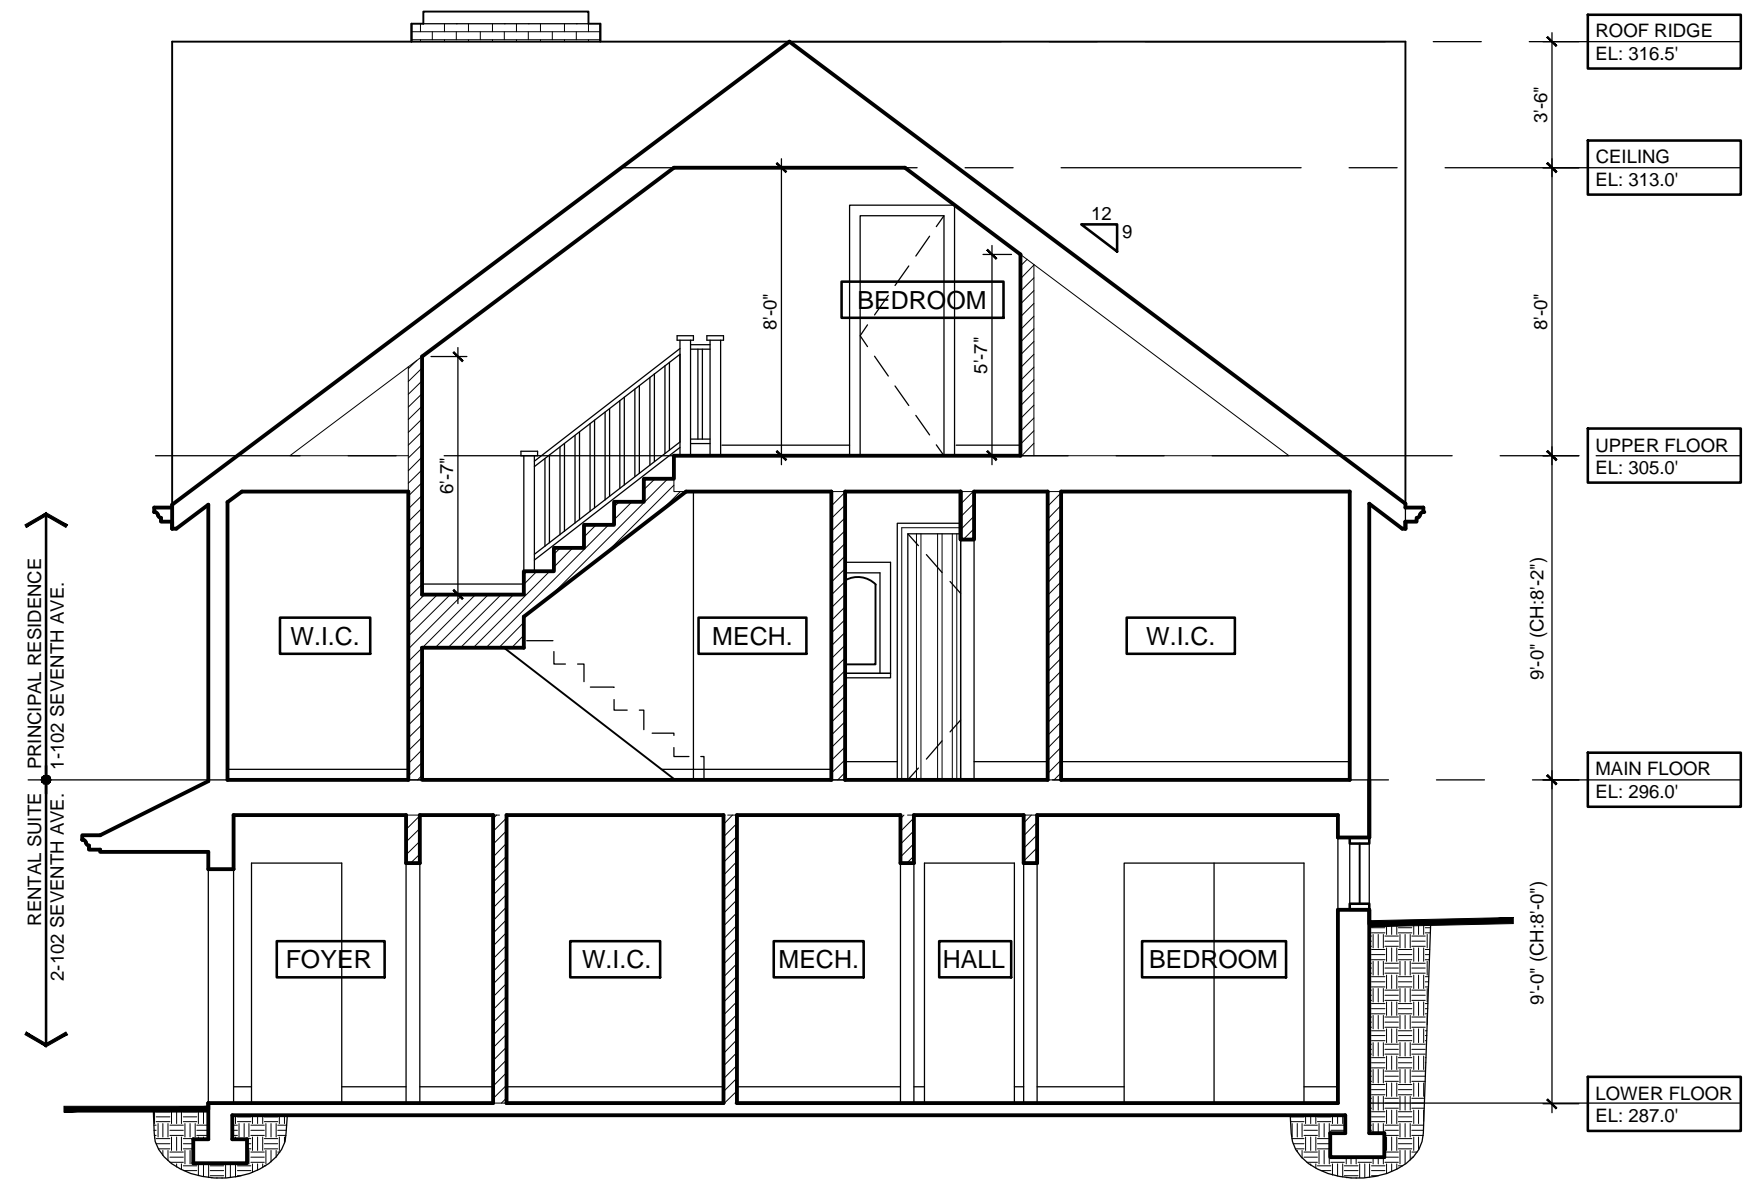 ROOF RIDGE
EL: 316.5'
3'-6"
CEILING
EL: 313.0'
12
9
8'-0"
BEDROOM
8'-0"
5'-7"
6'-7"
UPPER FLOOR
EL: 305.0'
PRINCIPAL RESIDENCE
1-102 SEVENTH AVE.
W.I.C.
MECH.
W.I.C.
9'-0" (CH:8'-2")
MAIN FLOOR
EL: 296.0'
RENTAL SUITE
2-102 SEVENTH AVE.
FOYER
W.I.C.
MECH.
HALL
BEDROOM
9'-0" (CH:8'-0")
LOWER FLOOR
EL: 287.0'